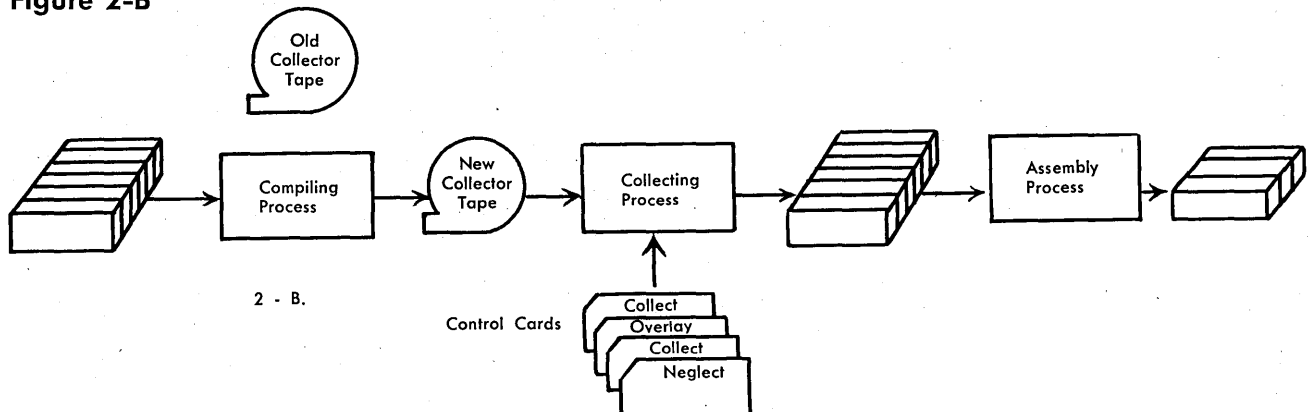 Figure 2-B
Old
Collector
Tape
Compiling
Process
New
Collector
Tape
Collecting
Process
Assembly
Process
2 - B.
Control Cards
Collect
Overlay
Collect
Neglect